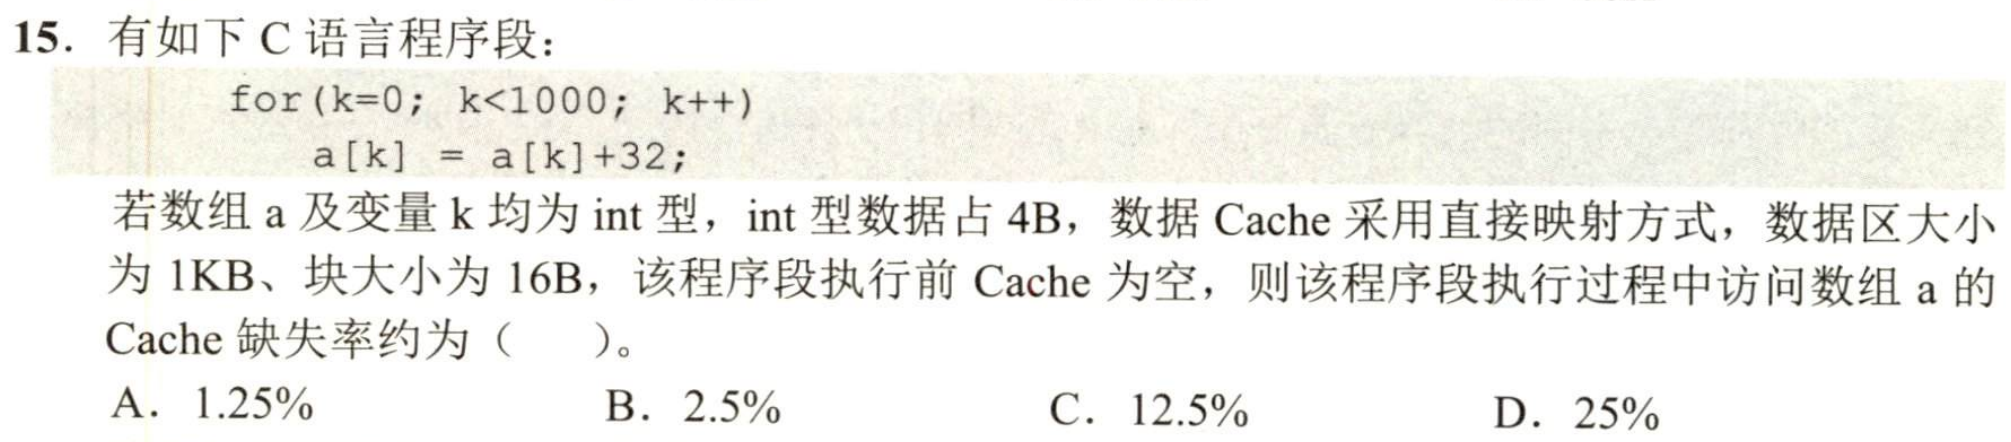 15. 有如下 C 语言程序段：
for(k=0; k<1000; k++)
a[k] = a[k]+32;
若数组 a 及变量 k 均为 int 型，int 型数据占 4B，数据 Cache 采用直接映射方式，数据区大小
为 1KB、块大小为 16B，该程序段执行前 Cache 为空，则该程序段执行过程中访问数组 a 的
Cache 缺失率约为（　　）。
A. 1.25%　B. 2.5%　C. 12.5%　D. 25%